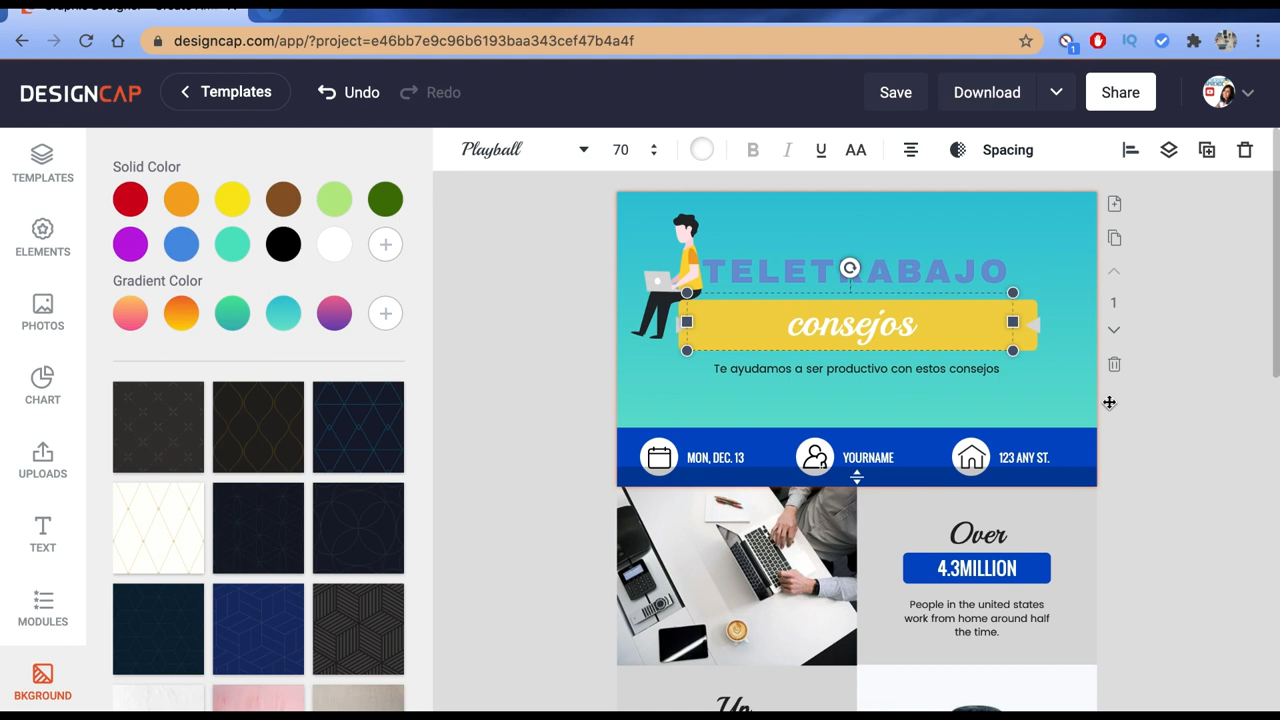 designcap.com/app/?project=e46bb7e9c96b6193baa343cef47b4a4f
1
IQ
DESIGNCAP
Templates
Undo
Redo
Save
Download
Share
TEMPLATES
ELEMENTS
PHOTOS
CHART
UPLOADS
TEXT
MODULES
BKGROUND
Solid Color
Gradient Color
Playball
70
B
I
U
AA
Spacing
TELETRABAJO
consejos
Te ayudamos a ser productivo con estos consejos
MON, DEC. 13
YOURNAME
123 ANY ST.
1
Over
4.3MILLION
People in the united states
work from home around half
the time.
Up